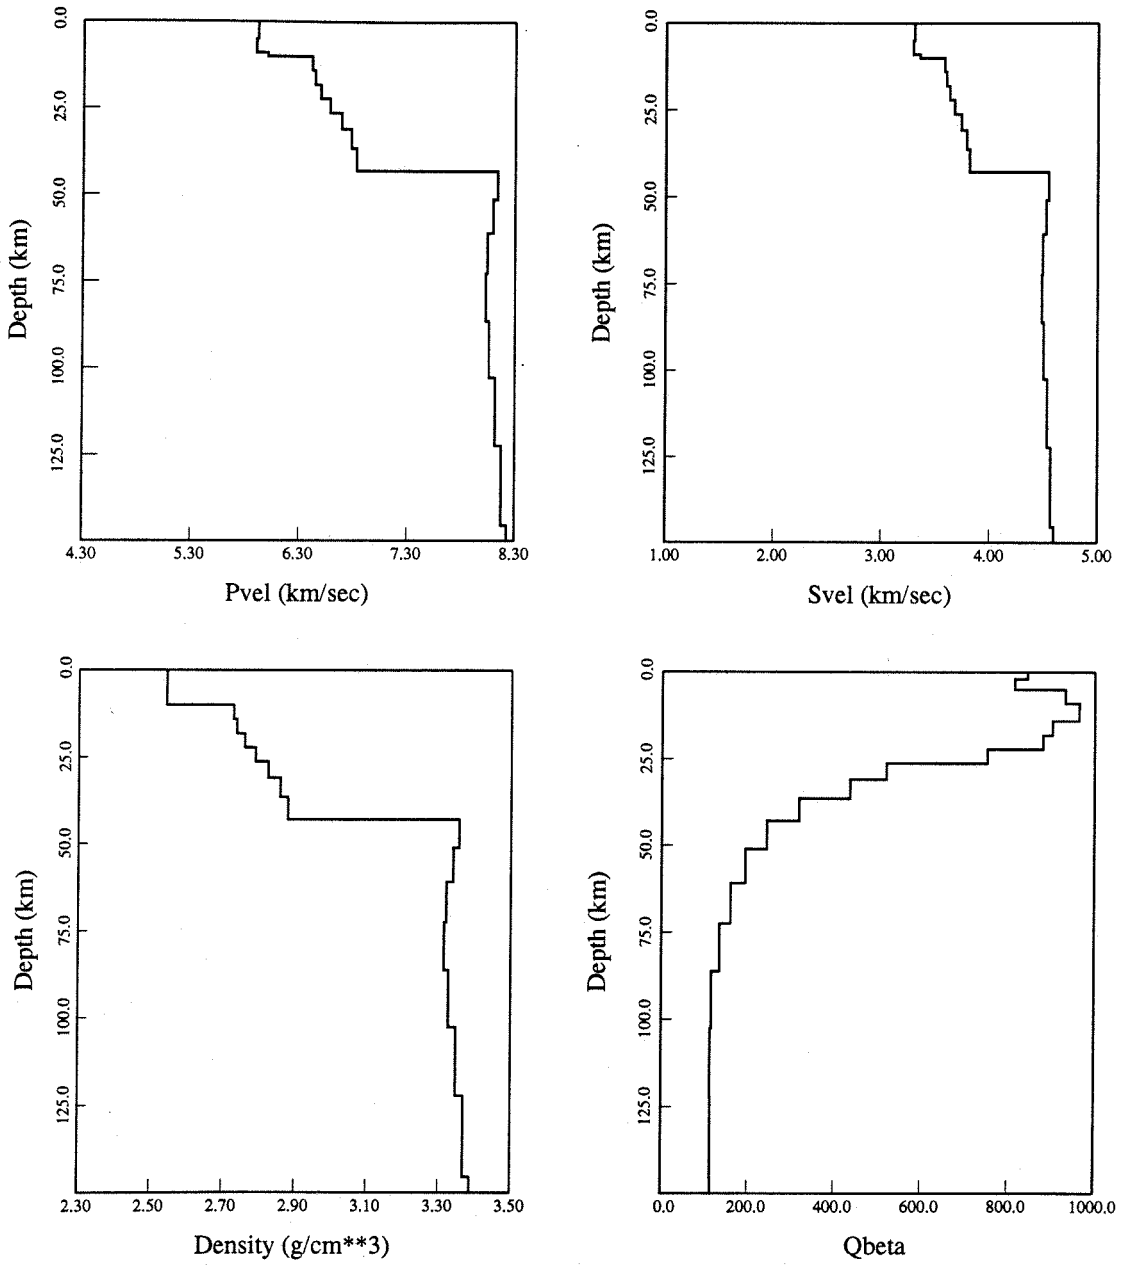 0.0
25.0
50.0
75.0
100.0
125.0
Depth (km)
4.30 5.30 6.30 7.30 8.30
Pvel (km/sec)
0.0
25.0
50.0
75.0
100.0
125.0
Depth (km)
1.00 2.00 3.00 4.00 5.00
Svel (km/sec)
0.0
25.0
50.0
75.0
100.0
125.0
Depth (km)
2.30 2.50 2.70 2.90 3.10 3.30 3.50
Density (g/cm**3)
0.0
25.0
50.0
75.0
100.0
125.0
Depth (km)
0.0 200.0 400.0 600.0 800.0 1000.0
Qbeta